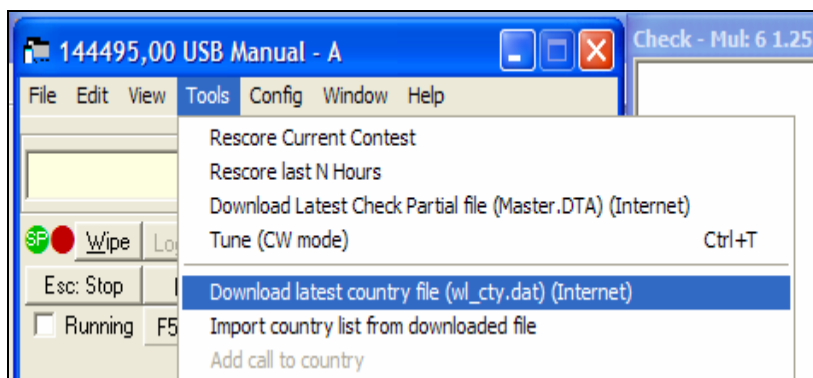 144495,00 USB Manual - A
Check - Mul: 6 1.25
File Edit View Tools Config Window Help
Rescore Current Contest
Rescore last N Hours
Download Latest Check Partial file (Master.DTA) (Internet)
SP Wipe
Tune (CW mode) Ctrl+T
Esc: Stop
Download latest country file (wl_cty.dat) (Internet)
Running F5
Import country list from downloaded file
Add call to country